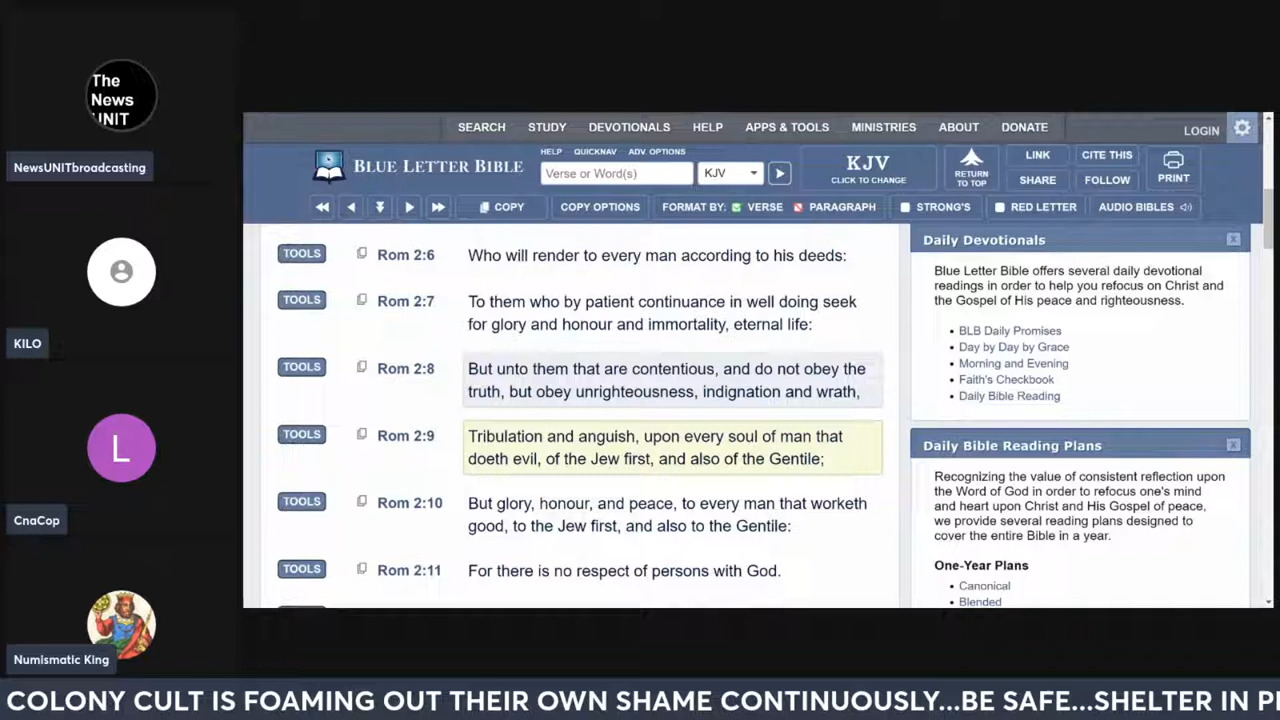 The
News
UNIT
NewsUNITbroadcasting
KILO
L
CnaCop
Numismatic King
SEARCH STUDY DEVOTIONALS HELP APPS & TOOLS MINISTRIES ABOUT DONATE LOGIN
BLUE LETTER BIBLE
HELP QUICKNAV ADV. OPTIONS
Verse or Word(s) KJV
KJV
CLICK TO CHANGE
RETURN
TO TOP
LINK CITE THIS
SHARE FOLLOW
PRINT
COPY COPY OPTIONS FORMAT BY: VERSE PARAGRAPH STRONG'S RED LETTER AUDIO BIBLES
TOOLS Rom 2:6 Who will render to every man according to his deeds:
TOOLS Rom 2:7 To them who by patient continuance in well doing seek
for glory and honour and immortality, eternal life:
TOOLS Rom 2:8 But unto them that are contentious, and do not obey the
truth, but obey unrighteousness, indignation and wrath,
TOOLS Rom 2:9 Tribulation and anguish, upon every soul of man that
doeth evil, of the Jew first, and also of the Gentile;
TOOLS Rom 2:10 But glory, honour, and peace, to every man that worketh
good, to the Jew first, and also to the Gentile:
TOOLS Rom 2:11 For there is no respect of persons with God.
Daily Devotionals
Blue Letter Bible offers several daily devotional
readings in order to help you refocus on Christ and
the Gospel of His peace and righteousness.
BLB Daily Promises
Day by Day by Grace
Morning and Evening
Faith's Checkbook
Daily Bible Reading
Daily Bible Reading Plans
Recognizing the value of consistent reflection upon
the Word of God in order to refocus one's mind
and heart upon Christ and His Gospel of peace,
we provide several reading plans designed to
cover the entire Bible in a year.
One-Year Plans
Canonical
Blended
COLONY CULT IS FOAMING OUT THEIR OWN SHAME CONTINUOUSLY...BE SAFE...SHELTER IN P